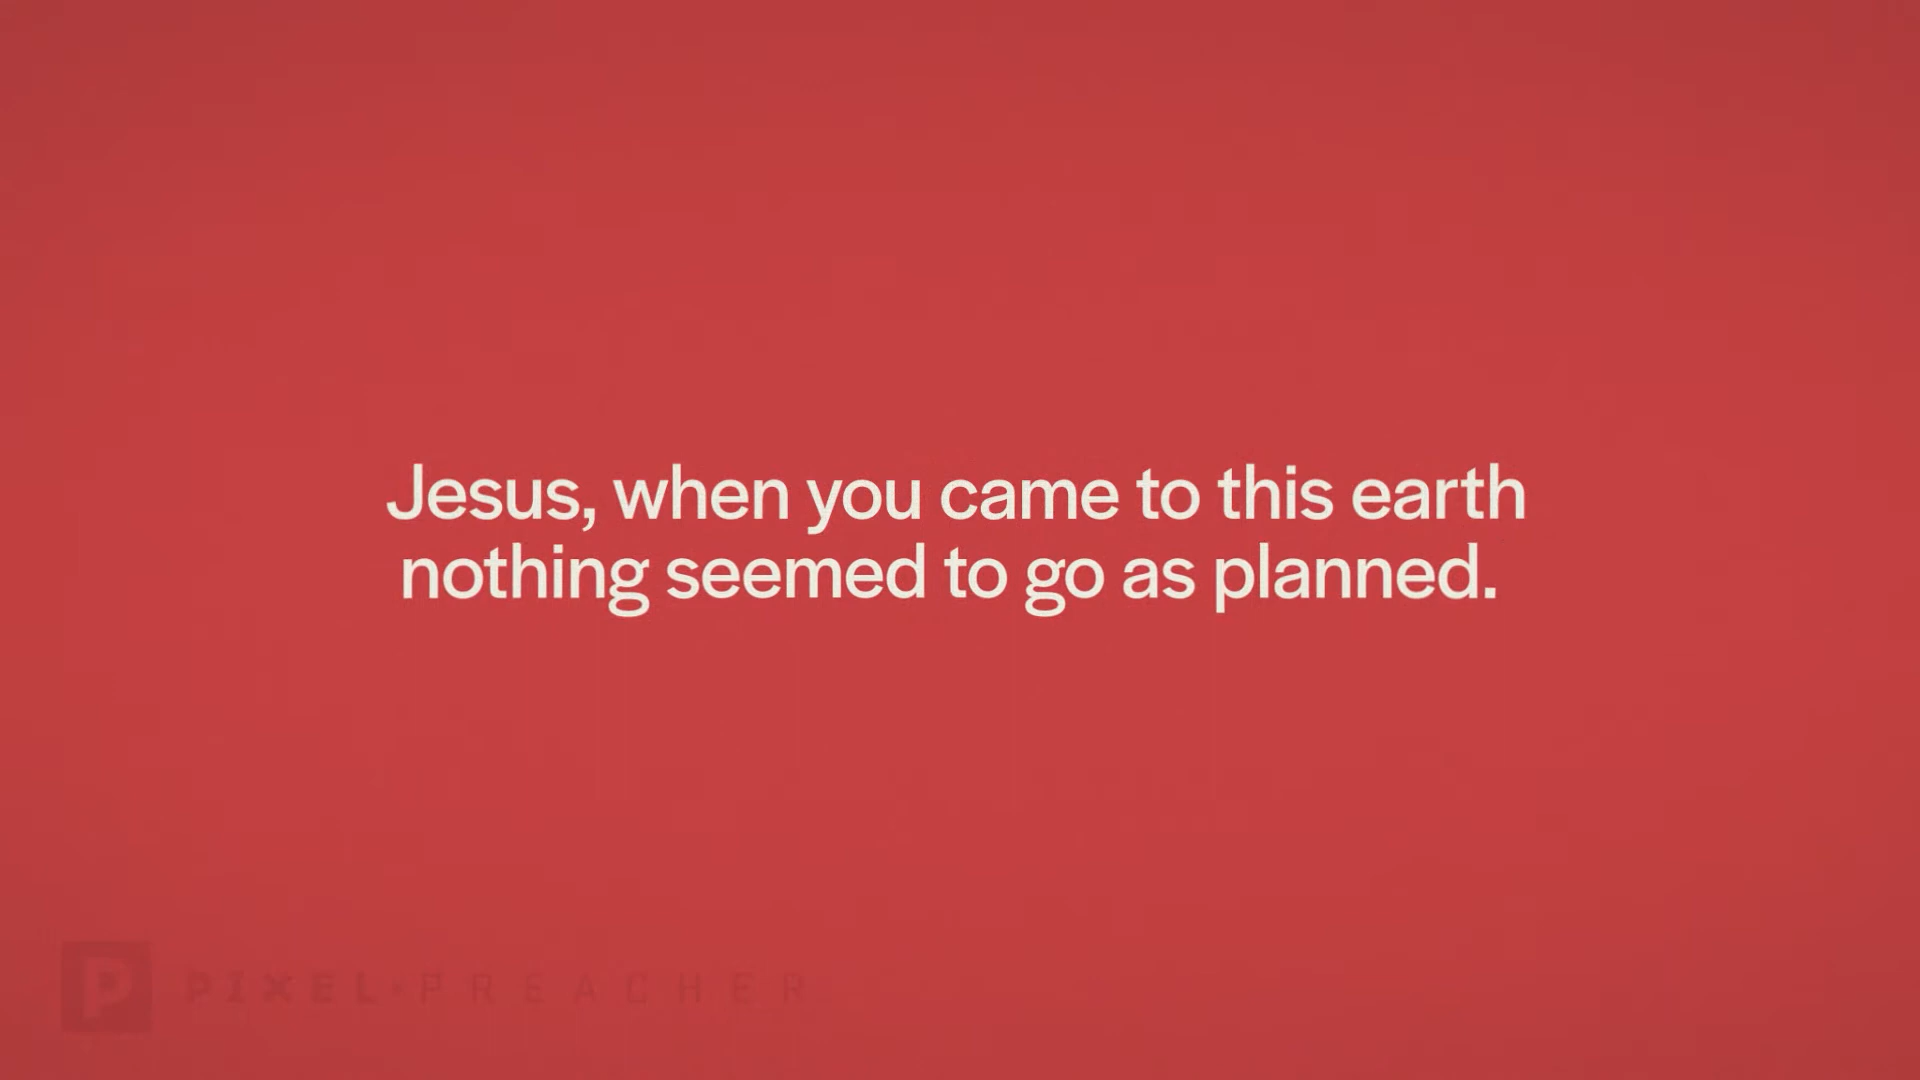 Jesus, when you came to this earth
nothing seemed to go as planned.
P PIXEL·PREACHER